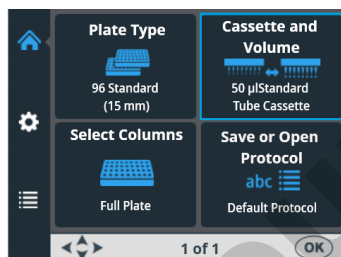 Plate Type
96 Standard
(15 mm)
Cassette and
Volume
50 µlStandard
Tube Cassette
Select Columns
Full Plate
Save or Open
Protocol
abc
Default Protocol
1 of 1
OK